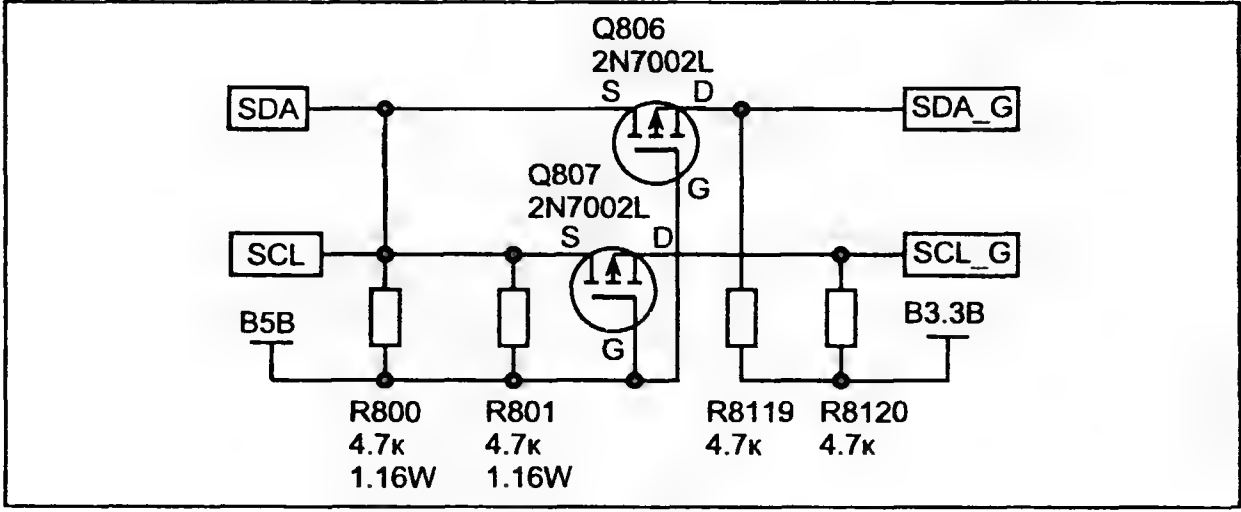 Q806
2N7002L
S D
SDA
SDA_G
G
Q807
2N7002L
S D
SCL
SCL_G
B5B
B3.3B
G
R800
4.7к
1.16W
R801
4.7к
1.16W
R8119
4.7к
R8120
4.7к